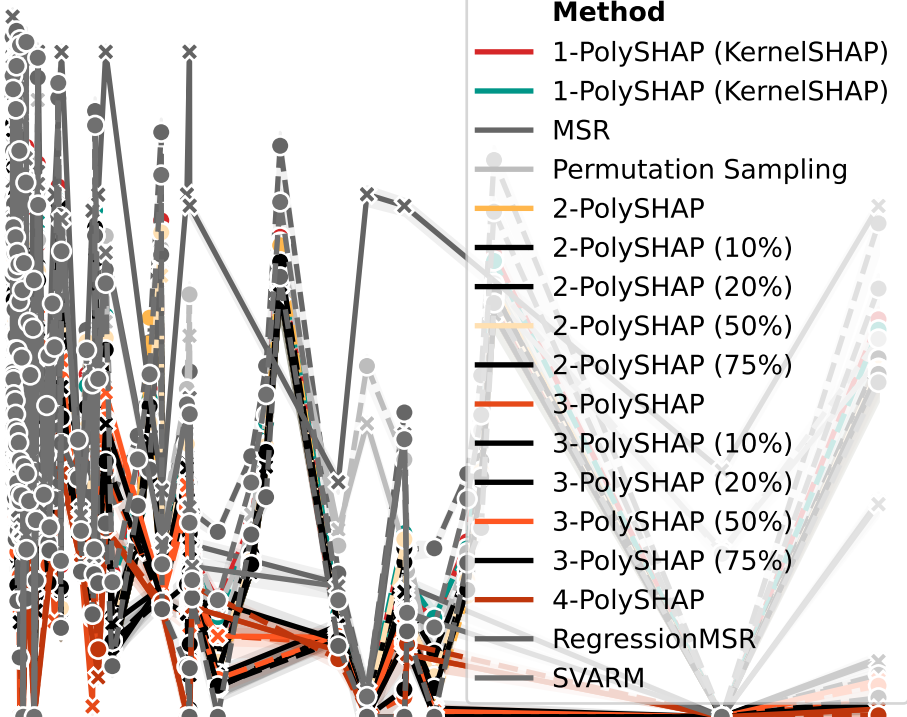 Method
1-PolySHAP (KernelSHAP)
1-PolySHAP (KernelSHAP)
MSR
Permutation Sampling
2-PolySHAP
2-PolySHAP (10%)
2-PolySHAP (20%)
2-PolySHAP (50%)
2-PolySHAP (75%)
3-PolySHAP
3-PolySHAP (10%)
3-PolySHAP (20%)
3-PolySHAP (50%)
3-PolySHAP (75%)
4-PolySHAP
RegressionMSR
SVARM